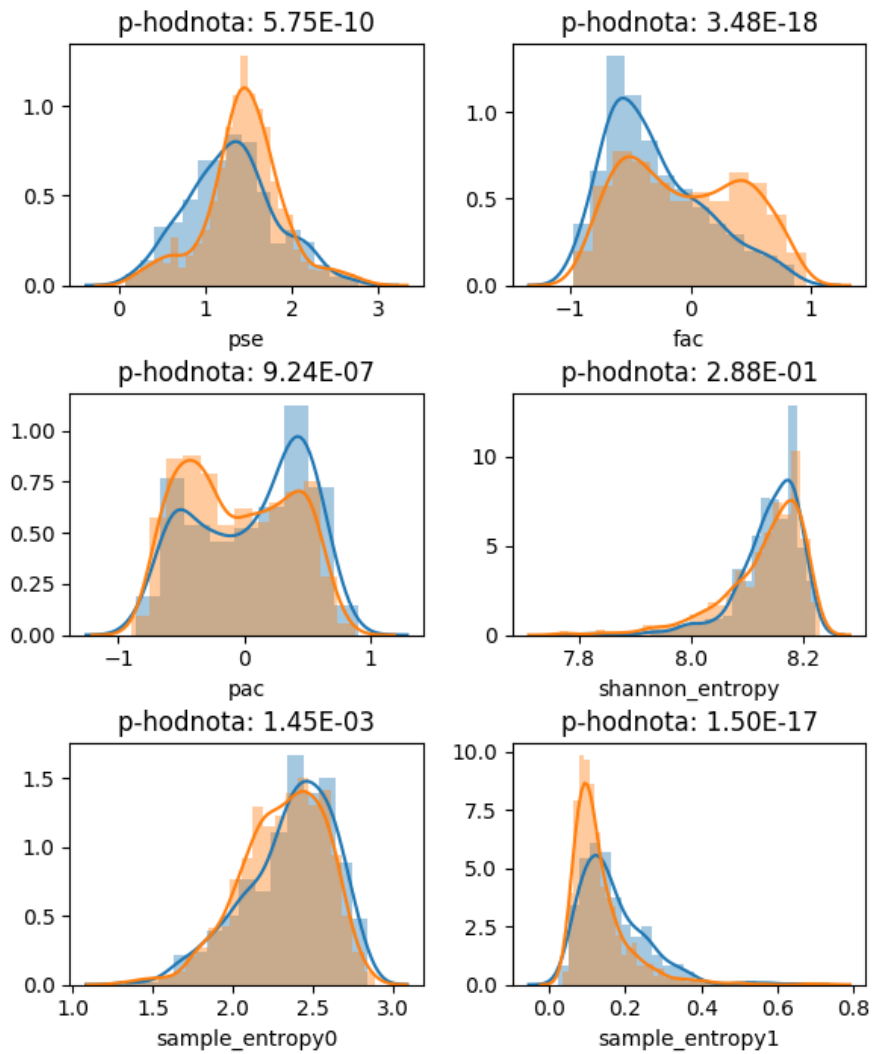 p-hodnota: 5.75E-10
1.0
0.5
0.0
0 1 2 3
pse
p-hodnota: 3.48E-18
1.0
0.5
0.0
−1 0 1
fac
p-hodnota: 9.24E-07
1.00
0.75
0.50
0.25
0.00
−1 0 1
pac
p-hodnota: 2.88E-01
10
5
0
7.8 8.0 8.2
shannon_entropy
p-hodnota: 1.45E-03
1.5
1.0
0.5
0.0
1.0 1.5 2.0 2.5 3.0
sample_entropy0
p-hodnota: 1.50E-17
10.0
7.5
5.0
2.5
0.0
0.0 0.2 0.4 0.6 0.8
sample_entropy1